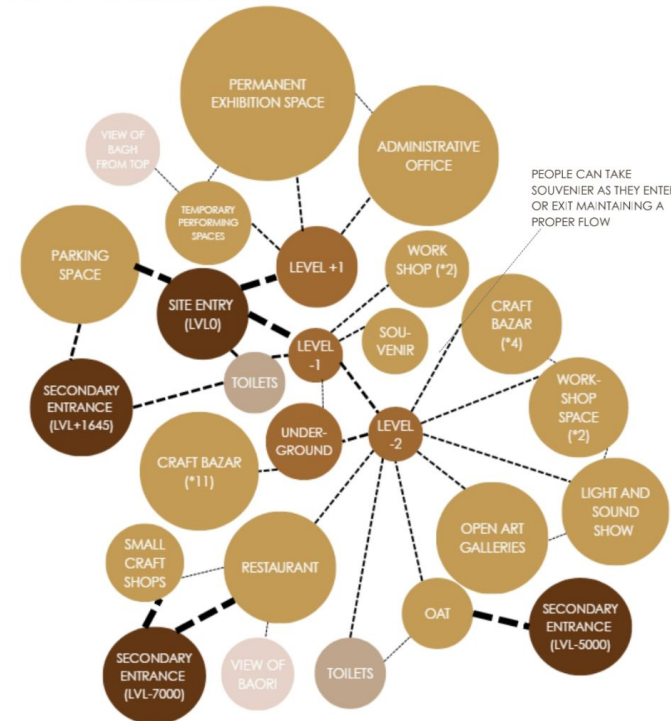 PERMANENT
EXHIBITION SPACE
VIEW OF
BAGH
FROM TOP
ADMINISTRATIVE
OFFICE
TEMPORARY
PERFORMING
SPACES
PEOPLE CAN TAKE
SOUVENIER AS THEY ENTE
OR EXIT MAINTAINING A
PROPER FLOW
PARKING
SPACE
LEVEL +1
WORK
SHOP (*2)
SITE ENTRY
(LVL0)
CRAFT
BAZAR
(*4)
SOU-
VENIR
LEVEL
-1
TOILETS
SECONDARY
ENTRANCE
(LVL+1645)
WORK-
SHOP
SPACE
(*2)
UNDER-
GROUND
LEVEL
-2
CRAFT BAZAR
(*11)
LIGHT AND
SOUND
SHOW
OPEN ART
GALLERIES
SMALL
CRAFT
SHOPS
RESTAURANT
OAT
SECONDARY
ENTRANCE
(LVL-5000)
SECONDARY
ENTRANCE
(LVL-7000)
VIEW OF
BAORI
TOILETS